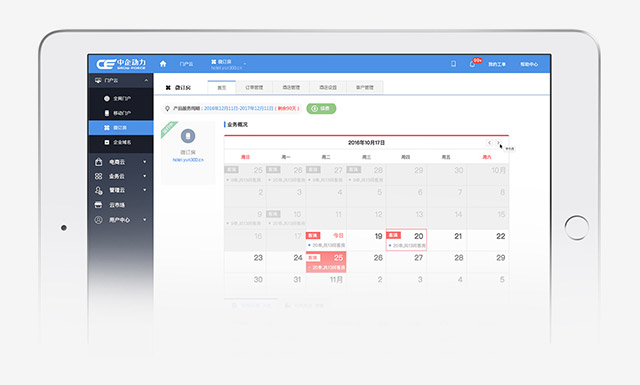 中企动力
门户云
微订房
hotel.yun300.cn
99+
我的工单
帮助中心
门户云
全网门户
移动门户
微订房
企业域名
电商云
业务云
管理云
云市场
用户中心
微订房
首页
订单管理
酒店管理
酒店设置
客户管理
产品服务周期：2016年12月11日-2017年12月11日（剩余90天）
续费
微订房
hotel.yun300.cn
业务概况
2016年10月17日
周日 周一 周二 周三 周四 周五 周六
25 26 27 28 29 30 10月
2 3 4 5 6 7 8
9 10 11 12 13 14 15
16 17 今日 19 20 21 22
23 24 25 26 27 28 29
30 31 11月 2 3 4 5